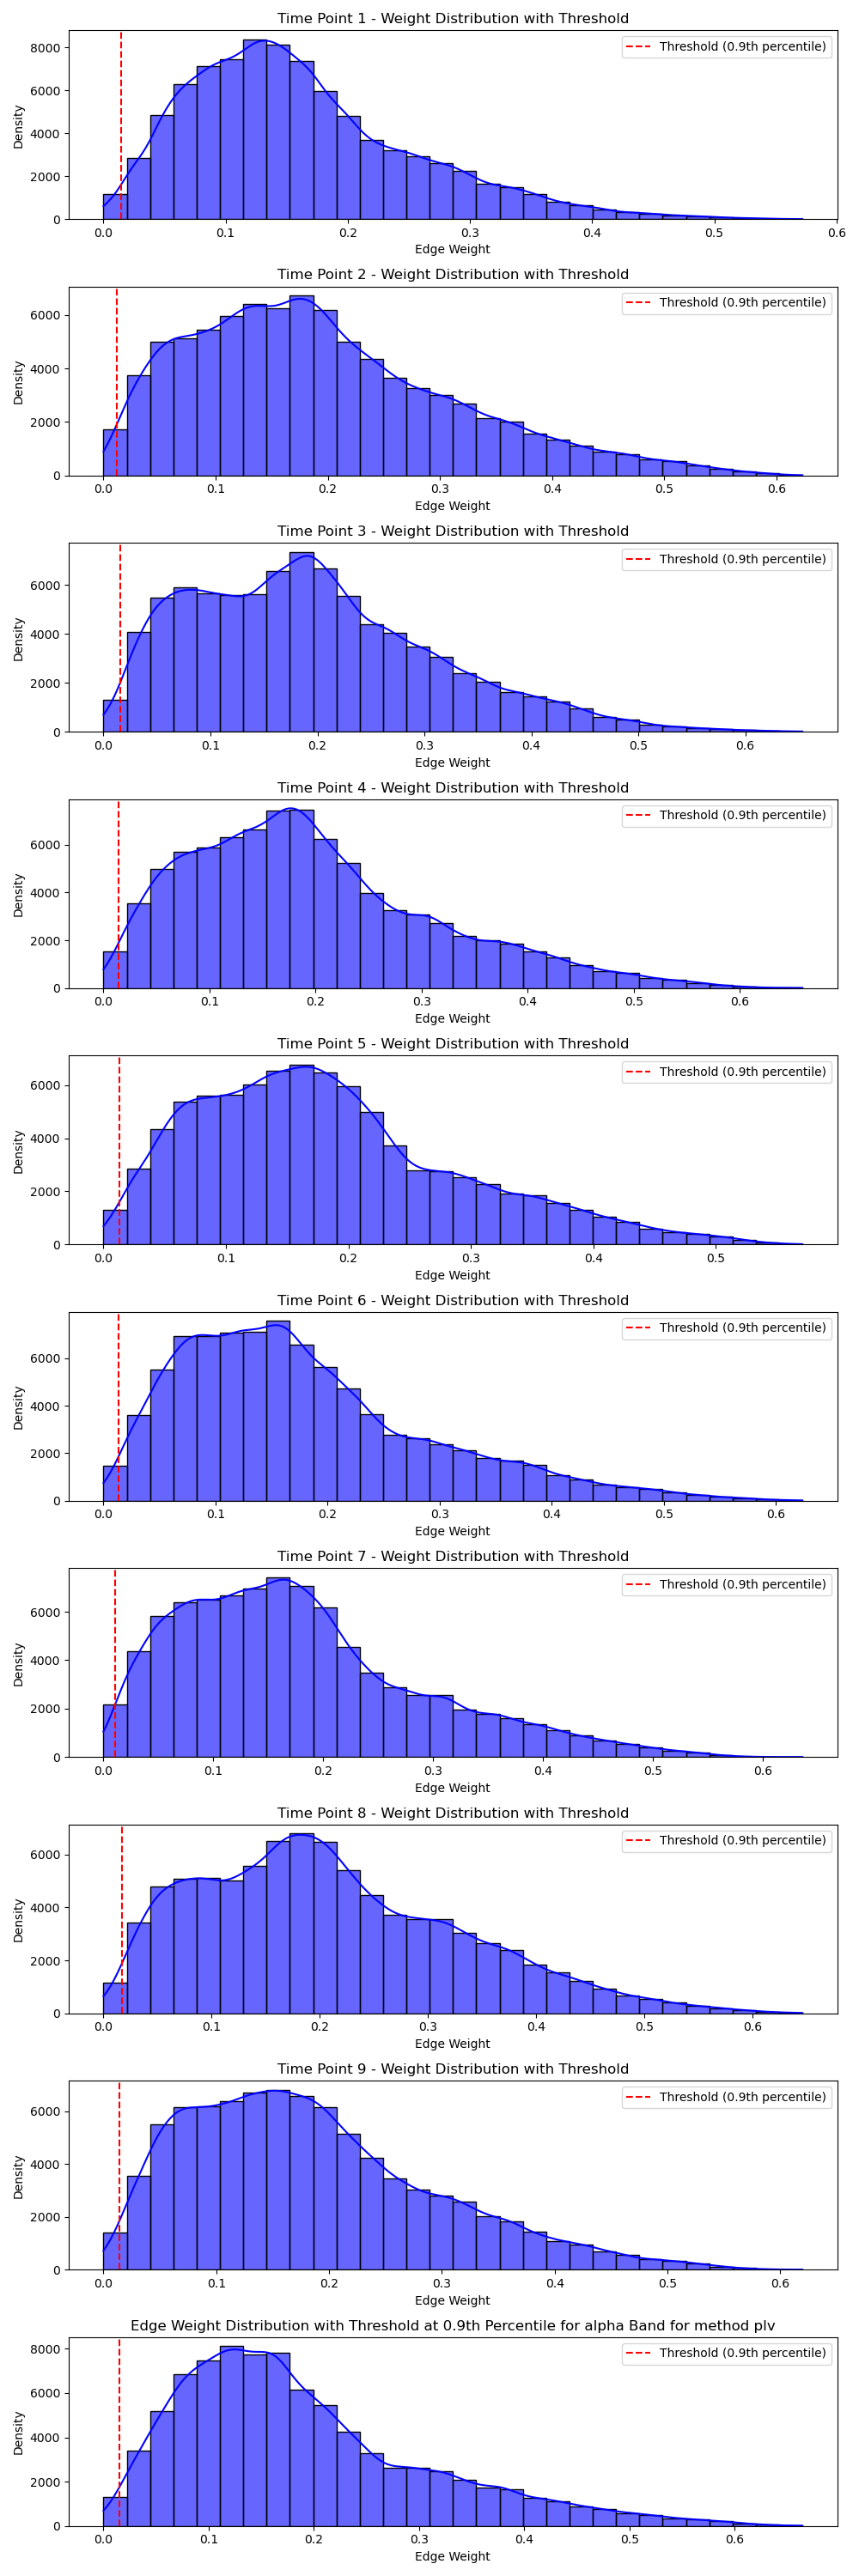 Time Point 1 - Weight Distribution with Threshold
Threshold (0.9th percentile)
Density
8000
6000
4000
2000
0
0.0 0.1 0.2 0.3 0.4 0.5 0.6
Edge Weight
Time Point 2 - Weight Distribution with Threshold
Threshold (0.9th percentile)
Density
6000
4000
2000
0
0.0 0.1 0.2 0.3 0.4 0.5 0.6
Edge Weight
Time Point 3 - Weight Distribution with Threshold
Threshold (0.9th percentile)
Density
6000
4000
2000
0
0.0 0.1 0.2 0.3 0.4 0.5 0.6
Edge Weight
Time Point 4 - Weight Distribution with Threshold
Threshold (0.9th percentile)
Density
6000
4000
2000
0
0.0 0.1 0.2 0.3 0.4 0.5 0.6
Edge Weight
Time Point 5 - Weight Distribution with Threshold
Threshold (0.9th percentile)
Density
6000
4000
2000
0
0.0 0.1 0.2 0.3 0.4 0.5
Edge Weight
Time Point 6 - Weight Distribution with Threshold
Threshold (0.9th percentile)
Density
6000
4000
2000
0
0.0 0.1 0.2 0.3 0.4 0.5 0.6
Edge Weight
Time Point 7 - Weight Distribution with Threshold
Threshold (0.9th percentile)
Density
6000
4000
2000
0
0.0 0.1 0.2 0.3 0.4 0.5 0.6
Edge Weight
Time Point 8 - Weight Distribution with Threshold
Threshold (0.9th percentile)
Density
6000
4000
2000
0
0.0 0.1 0.2 0.3 0.4 0.5 0.6
Edge Weight
Time Point 9 - Weight Distribution with Threshold
Threshold (0.9th percentile)
Density
6000
4000
2000
0
0.0 0.1 0.2 0.3 0.4 0.5 0.6
Edge Weight
Edge Weight Distribution with Threshold at 0.9th Percentile for alpha Band for method plv
Threshold (0.9th percentile)
Density
8000
6000
4000
2000
0
0.0 0.1 0.2 0.3 0.4 0.5 0.6
Edge Weight